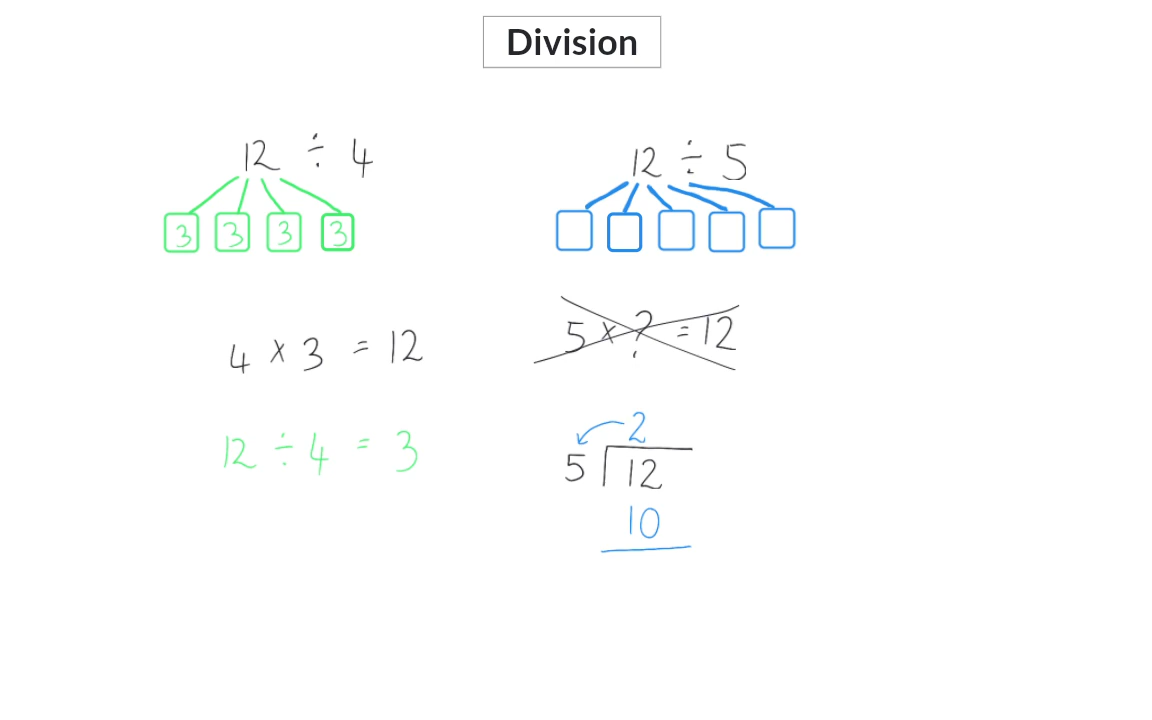 Division
12 ÷ 4
3 3 3 3
4 x 3 = 12
12 ÷ 4 = 3
12 ÷ 5
5 x ? = 12
2
5 12
10